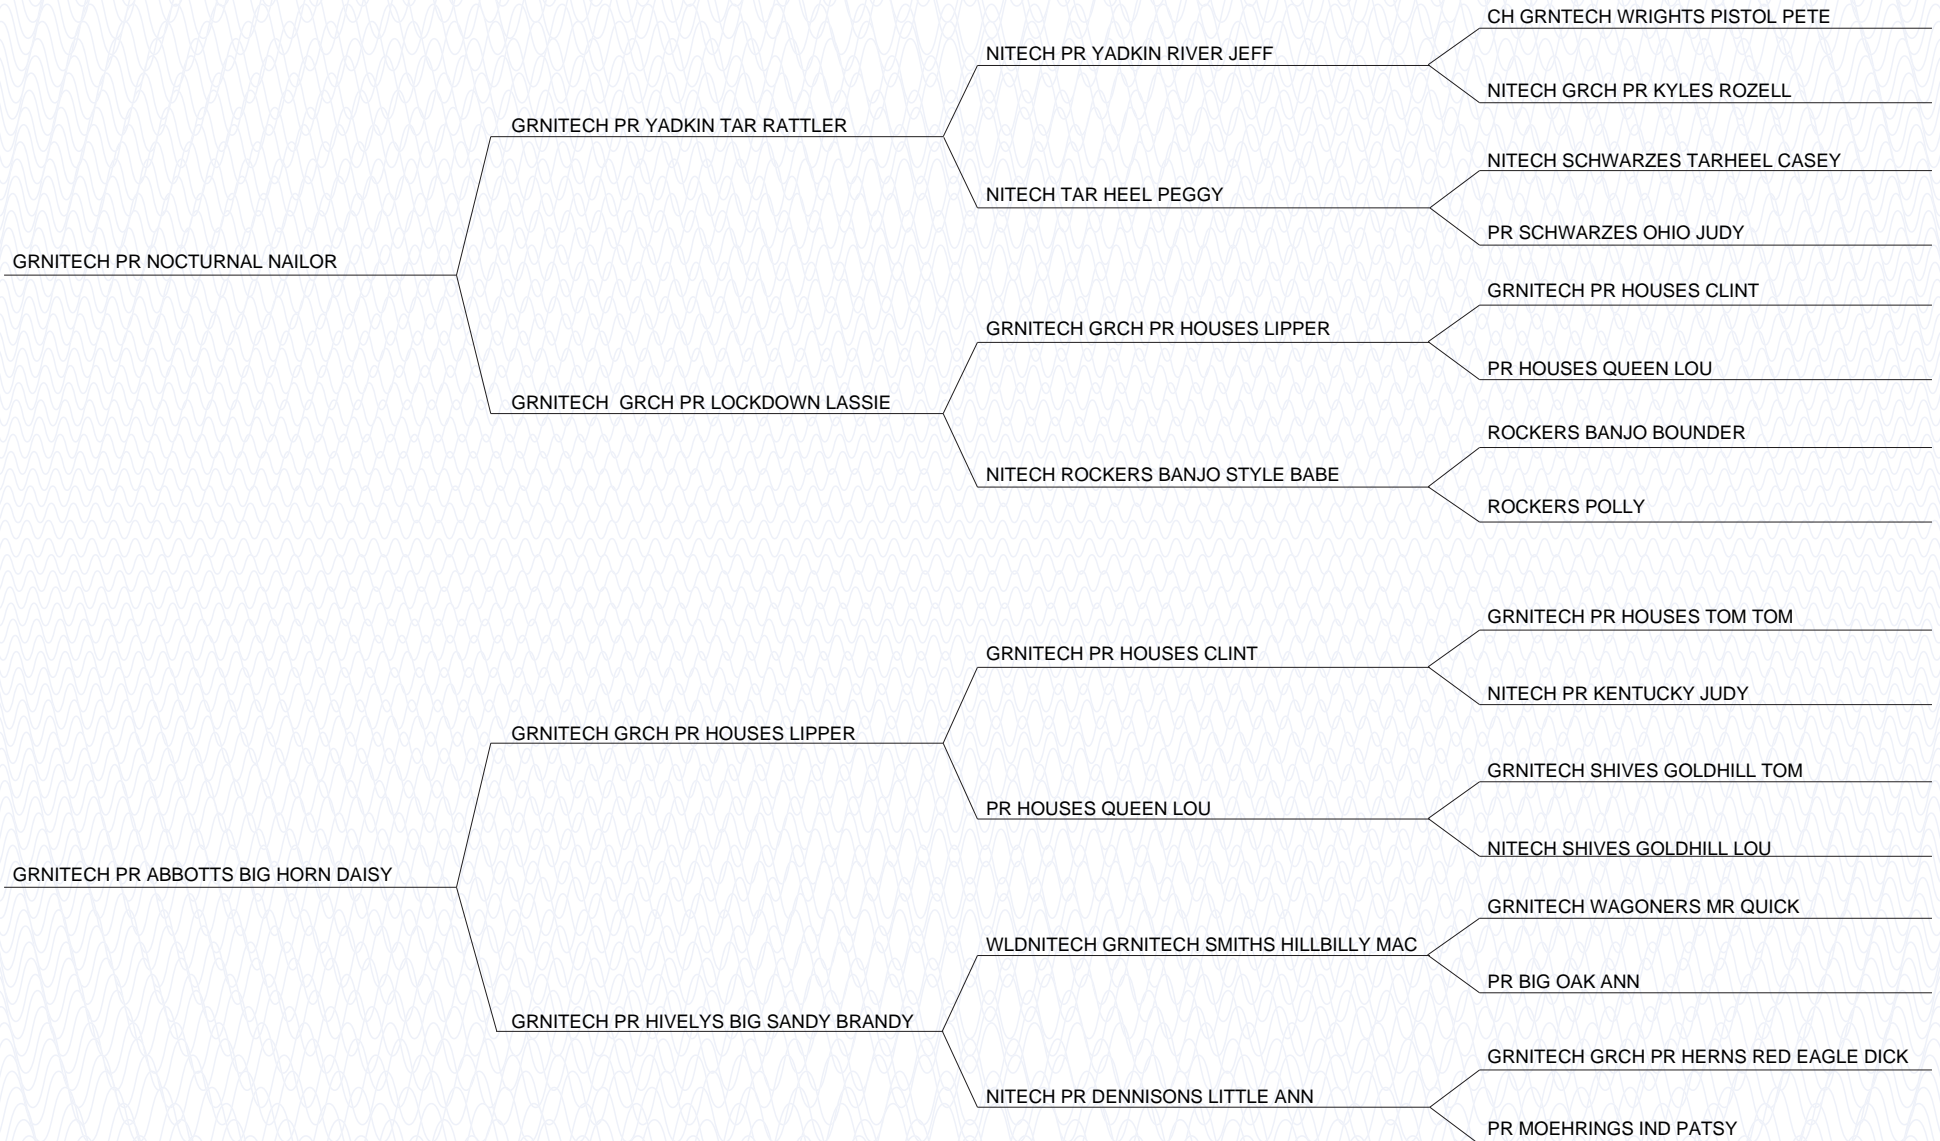 CH GRNTECH WRIGHTS PISTOL PETE
NITECH PR YADKIN RIVER JEFF
NITECH GRCH PR KYLES ROZELL
GRNITECH PR YADKIN TAR RATTLER
NITECH SCHWARZES TARHEEL CASEY
NITECH TAR HEEL PEGGY
PR SCHWARZES OHIO JUDY
GRNITECH PR NOCTURNAL NAILOR
GRNITECH PR HOUSES CLINT
GRNITECH GRCH PR HOUSES LIPPER
PR HOUSES QUEEN LOU
GRNITECH  GRCH PR LOCKDOWN LASSIE
ROCKERS BANJO BOUNDER
NITECH ROCKERS BANJO STYLE BABE
ROCKERS POLLY
GRNITECH PR HOUSES TOM TOM
GRNITECH PR HOUSES CLINT
NITECH PR KENTUCKY JUDY
GRNITECH GRCH PR HOUSES LIPPER
GRNITECH SHIVES GOLDHILL TOM
PR HOUSES QUEEN LOU
NITECH SHIVES GOLDHILL LOU
GRNITECH PR ABBOTTS BIG HORN DAISY
GRNITECH WAGONERS MR QUICK
WLDNITECH GRNITECH SMITHS HILLBILLY MAC
PR BIG OAK ANN
GRNITECH PR HIVELYS BIG SANDY BRANDY
GRNITECH GRCH PR HERNS RED EAGLE DICK
NITECH PR DENNISONS LITTLE ANN
PR MOEHRINGS IND PATSY